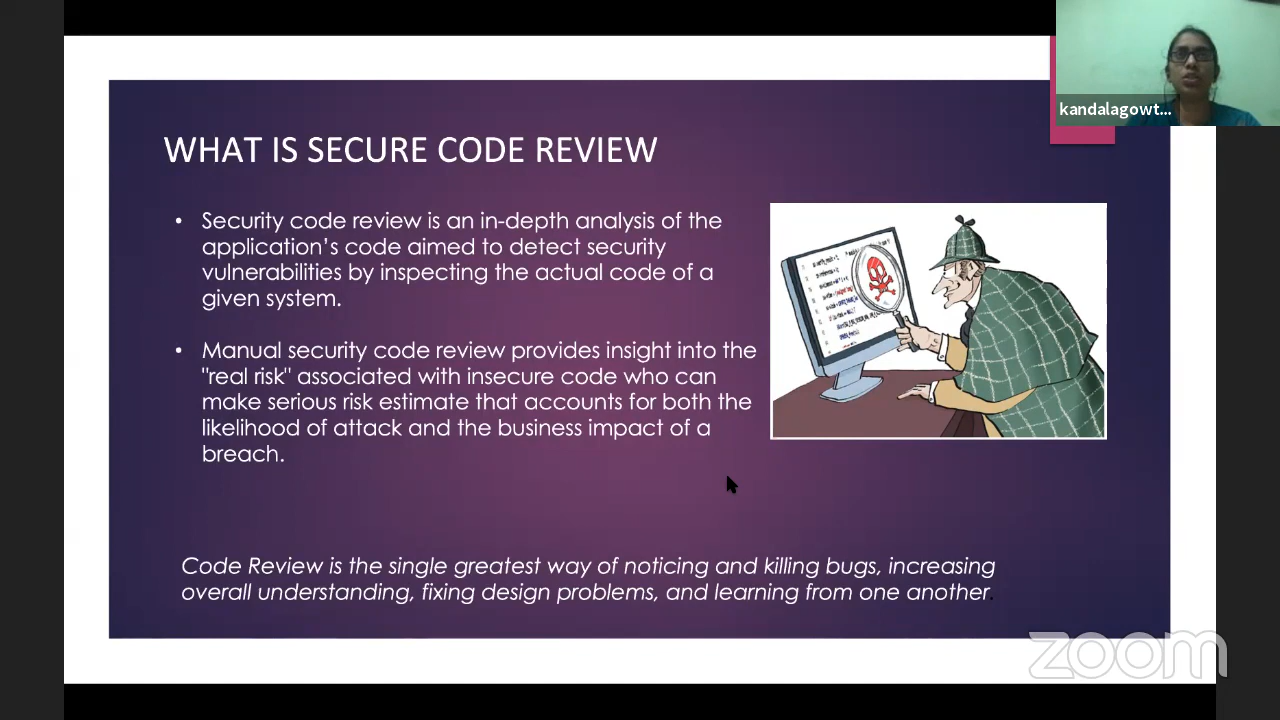 kandalagowt...
WHAT IS SECURE CODE REVIEW
• Security code review is an in-depth analysis of the
application's code aimed to detect security
vulnerabilities by inspecting the actual code of a
given system.
• Manual security code review provides insight into the
"real risk" associated with insecure code who can
make serious risk estimate that accounts for both the
likelihood of attack and the business impact of a
breach.
Code Review is the single greatest way of noticing and killing bugs, increasing
overall understanding, fixing design problems, and learning from one another.
zoom